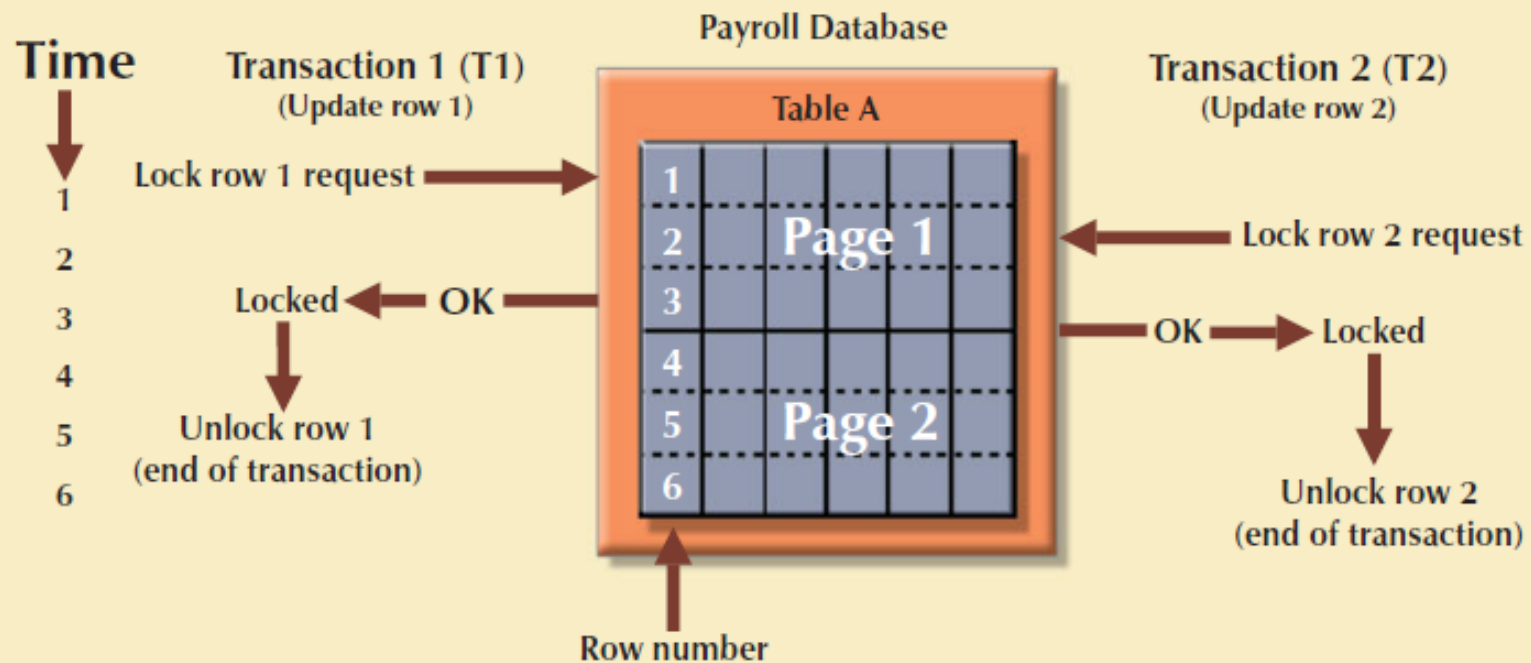 Payroll Database
Time
Transaction 1 (T1)
(Update row 1)
Table A
Transaction 2 (T2)
(Update row 2)
Lock row 1 request
Lock row 2 request
1
2
3
4
5
6
1
2
3
4
5
6
Page 1
Page 2
Locked
OK
OK
Locked
Unlock row 1
(end of transaction)
Unlock row 2
(end of transaction)
Row number